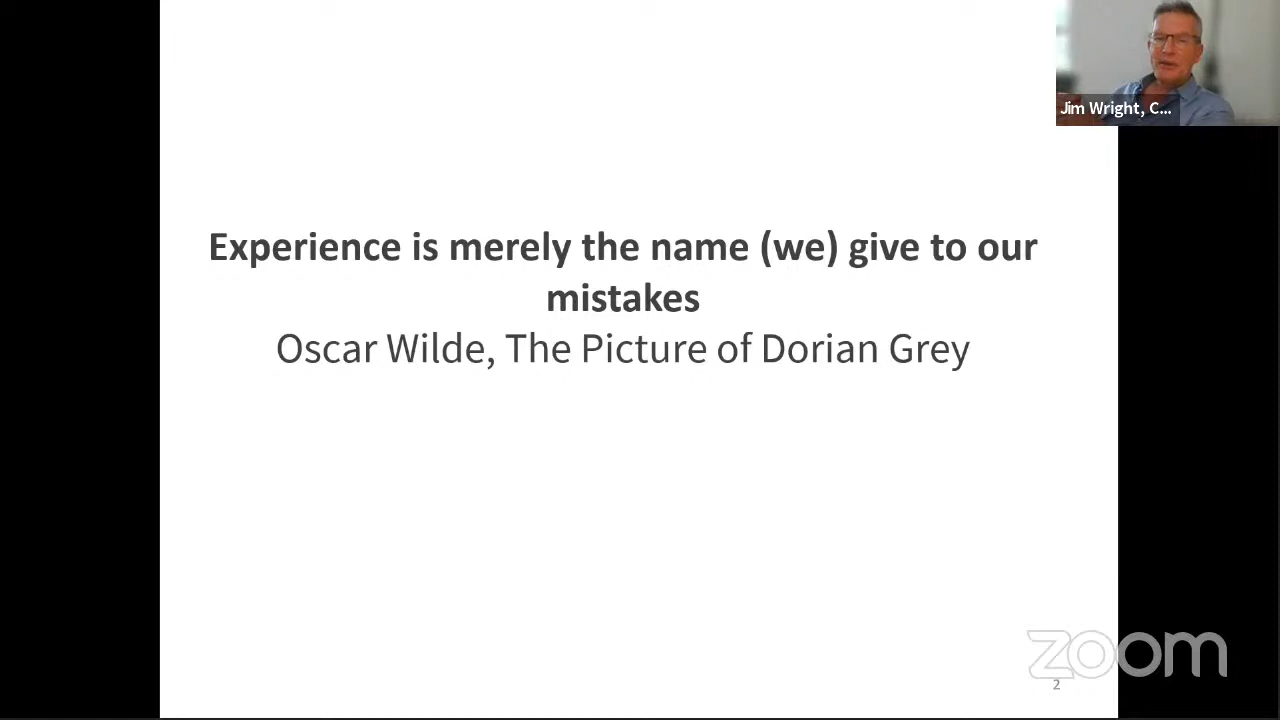 Jim Wright, C...
Experience is merely the name (we) give to our
mistakes
Oscar Wilde, The Picture of Dorian Grey
zoom
2